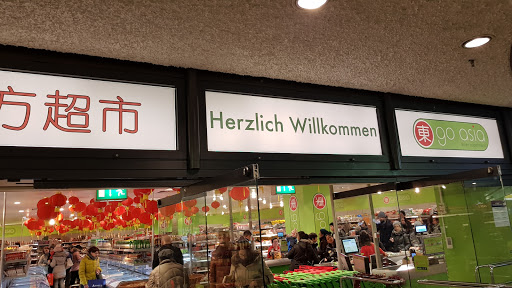 方超市
Herzlich Willkommen
東 go asia